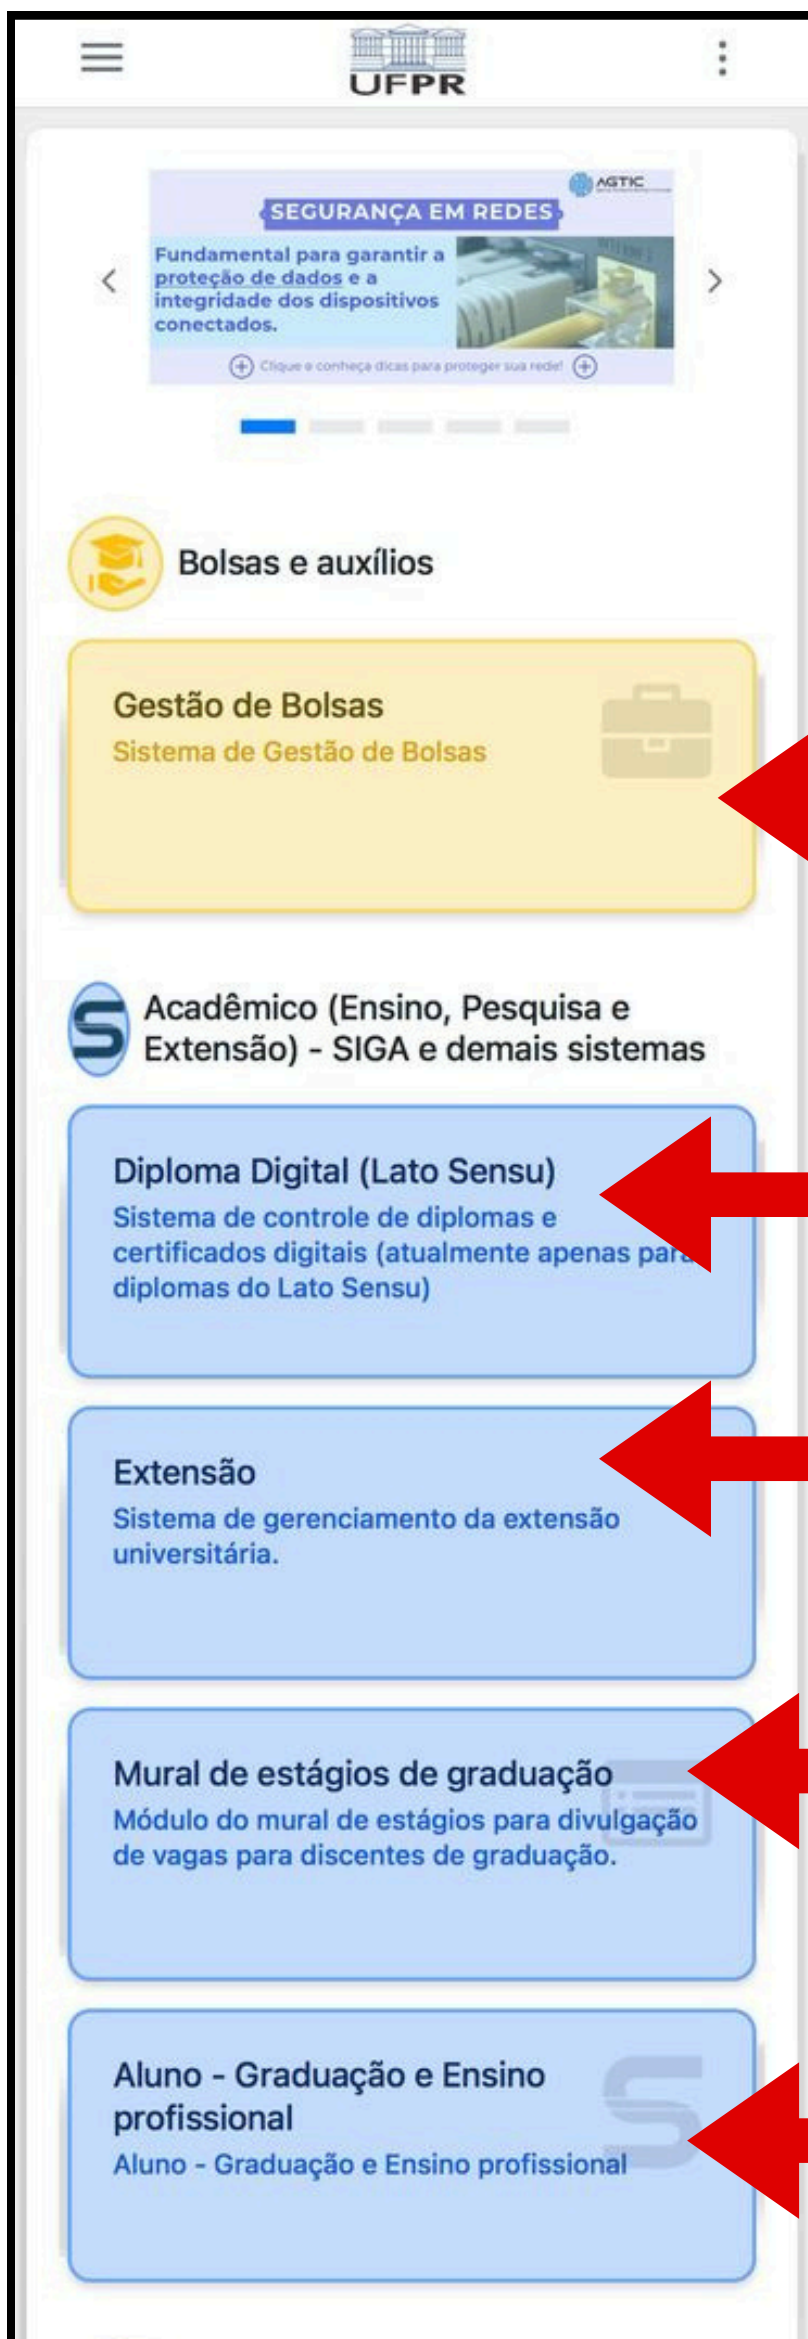 UFPR
AGTIC
SEGURANÇA EM REDES
Fundamental para garantir a
proteção de dados e a
integridade dos dispositivos
conectados.
Clique e conheça dicas para proteger sua rede!
Bolsas e auxílios
Gestão de Bolsas
Sistema de Gestão de Bolsas
Acadêmico (Ensino, Pesquisa e
Extensão) - SIGA e demais sistemas
Diploma Digital (Lato Sensu)
Sistema de controle de diplomas e
certificados digitais (atualmente apenas para
diplomas do Lato Sensu)
Extensão
Sistema de gerenciamento da extensão
universitária.
Mural de estágios de graduação
Módulo do mural de estágios para divulgação
de vagas para discentes de graduação.
Aluno - Graduação e Ensino
profissional
Aluno - Graduação e Ensino profissional